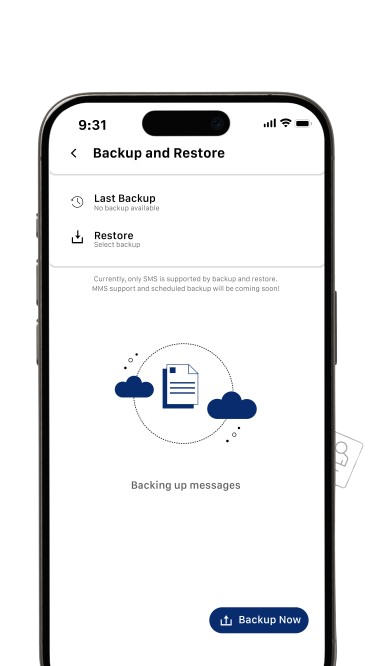 9:31
Backup and Restore
Last Backup
No backup available
Restore
Select backup
Currently, only SMS is supported by backup and restore.
MMS support and scheduled backup will be coming soon!
Backing up messages
Backup Now